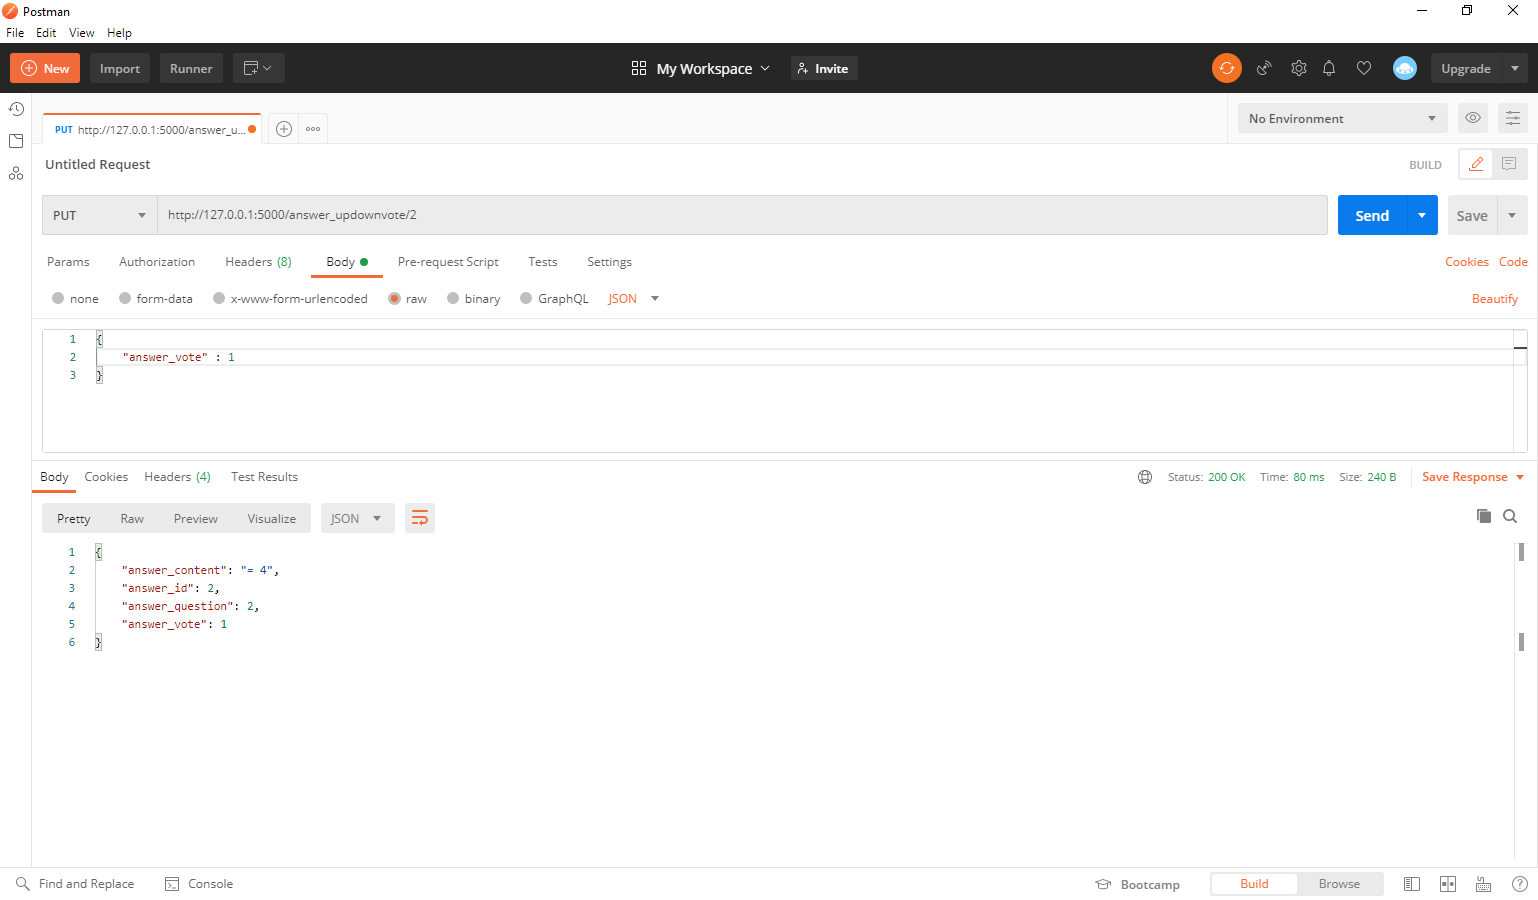 Postman
File Edit View Help
New Import Runner My Workspace Invite Upgrade
PUT http://127.0.0.1:5000/answer_u... No Environment
Untitled Request BUILD
PUT http://127.0.0.1:5000/answer_updownvote/2 Send Save
Params Authorization Headers (8) Body Pre-request Script Tests Settings Cookies Code
none form-data x-www-form-urlencoded raw binary GraphQL JSON Beautify
1 {
2 "answer_vote" : 1
3 }
Body Cookies Headers (4) Test Results Status: 200 OK Time: 80 ms Size: 240 B Save Response
Pretty Raw Preview Visualize JSON
1 {
2 "answer_content": "= 4",
3 "answer_id": 2,
4 "answer_question": 2,
5 "answer_vote": 1
6 }
Find and Replace Console Bootcamp Build Browse